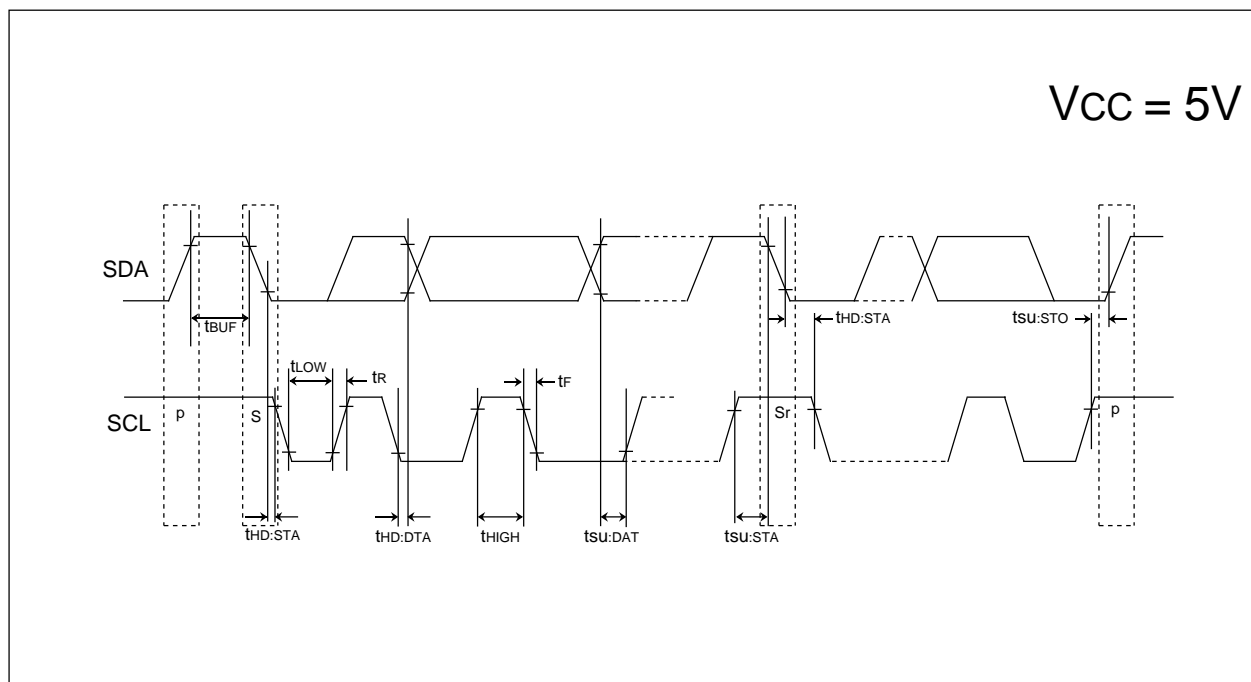 VCC = 5V
SDA
tBUF
tHD:STA
tsu:STO
tLOW
tR
tF
SCL
p
S
Sr
p
tHD:STA
tHD:DTA
tHIGH
tsu:DAT
tsu:STA